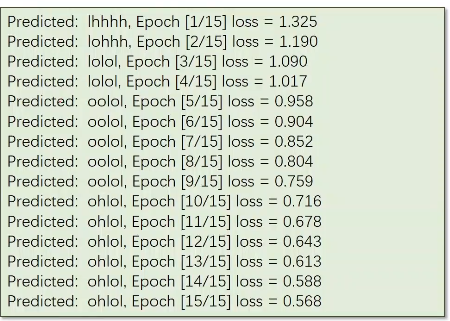 Predicted: lhhhh, Epoch [1/15] loss = 1.325
Predicted: lohhh, Epoch [2/15] loss = 1.190
Predicted: lolol, Epoch [3/15] loss = 1.090
Predicted: lolol, Epoch [4/15] loss = 1.017
Predicted: oolol, Epoch [5/15] loss = 0.958
Predicted: oolol, Epoch [6/15] loss = 0.904
Predicted: oolol, Epoch [7/15] loss = 0.852
Predicted: oolol, Epoch [8/15] loss = 0.804
Predicted: oolol, Epoch [9/15] loss = 0.759
Predicted: ohlol, Epoch [10/15] loss = 0.716
Predicted: ohlol, Epoch [11/15] loss = 0.678
Predicted: ohlol, Epoch [12/15] loss = 0.643
Predicted: ohlol, Epoch [13/15] loss = 0.613
Predicted: ohlol, Epoch [14/15] loss = 0.588
Predicted: ohlol, Epoch [15/15] loss = 0.568